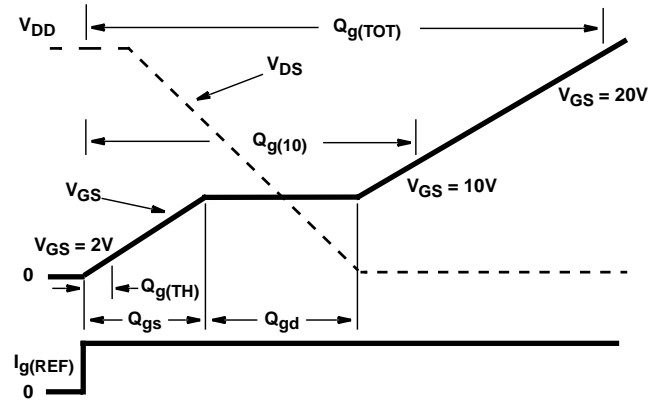 V_DD
Q_g(TOT)
V_DS
V_GS = 20V
Q_g(10)
V_GS
V_GS = 10V
V_GS = 2V
0
Q_g(TH)
Q_gs
Q_gd
I_g(REF)
0